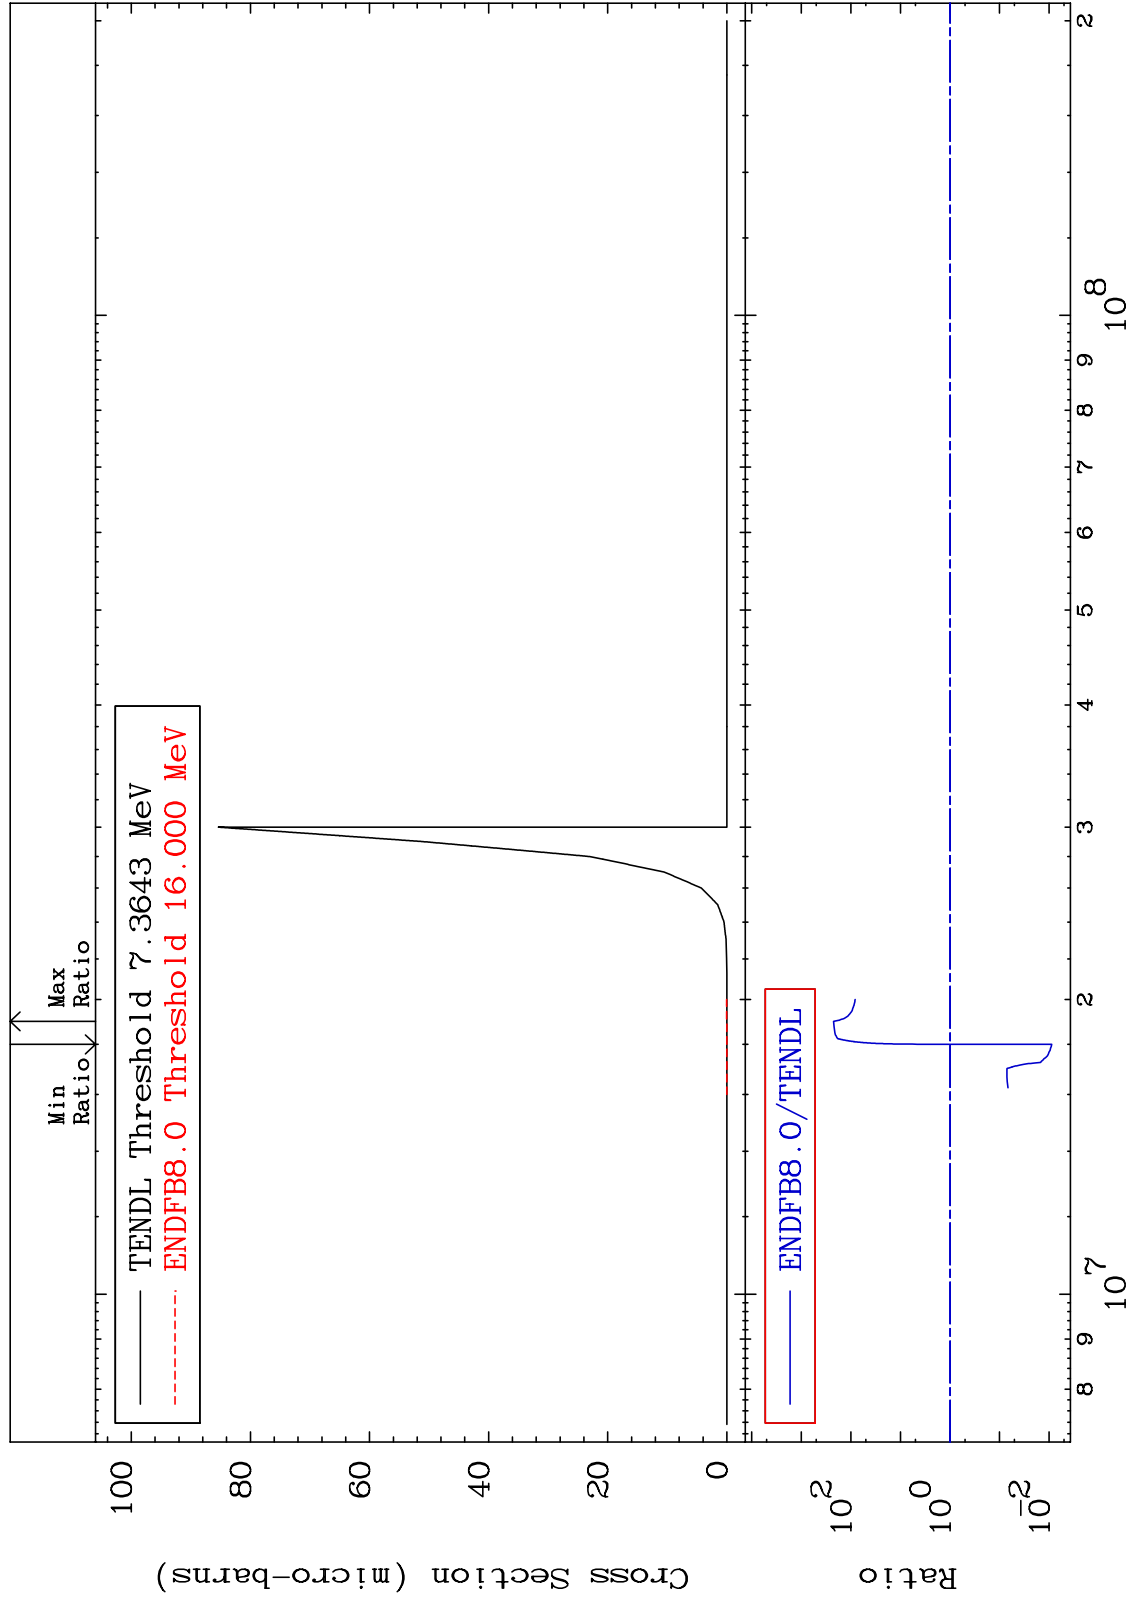 Min
Ratio
Max
Ratio
TENDL Threshold 7.3643 MeV
ENDFB8.0 Threshold 16.000 MeV
100
80
60
40
20
0
Cross Section (micro-barns)
ENDFB8.0/TENDL
10^2
10^0
10^-2
Ratio
8 9 10^7 2 3 4 5 6 7 8 9 10^8 2